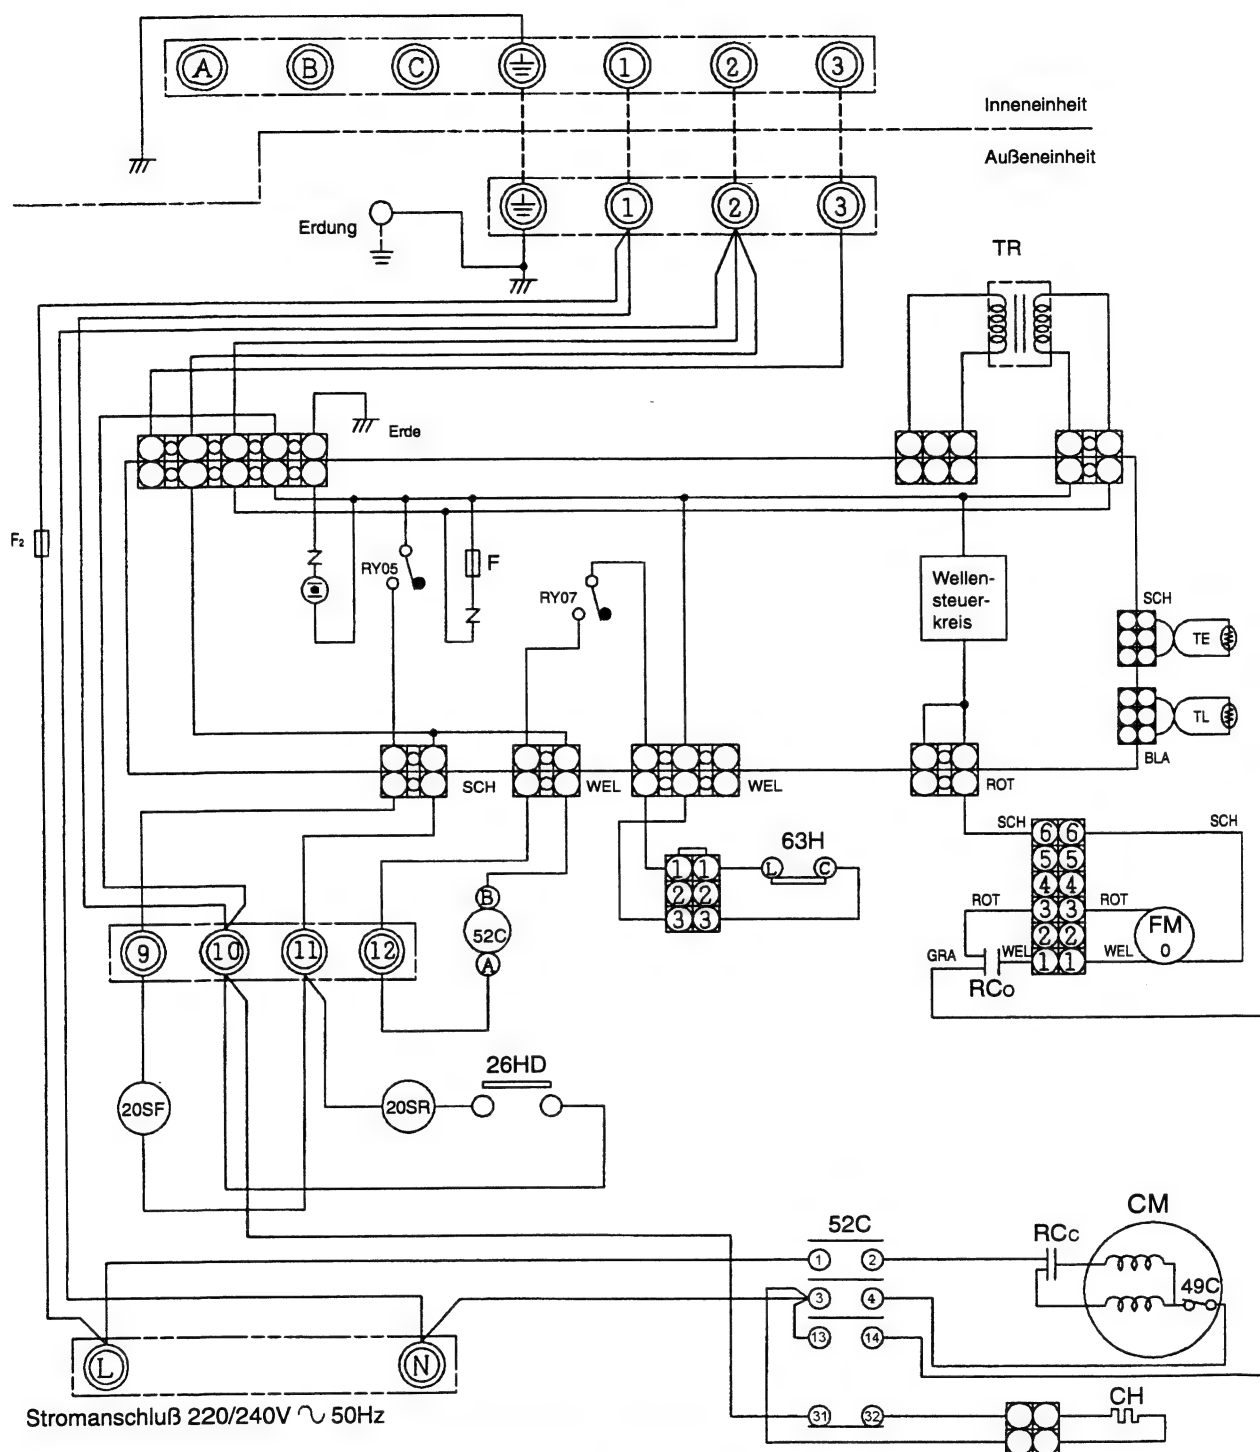 A B C 1 2 3
Inneneinheit
Außeneinheit
1 2 3
Erdung
TR
Erde
F₂
RY05
F
RY07
Wellen-
steuer-
kreis
SCH
TE
TL
BLA
SCH
WEL
WEL
ROT
63H
L C
1 1
2 2
3 3
SCH
6 6
SCH
5 5
4 4
ROT
3 3
ROT
2 2
GRA
WEL
1 1
WEL
FM
0
RCo
B
52C
A
9 10 11 12
26HD
20SF
20SR
CM
52C
RCc
1 2
49C
3 4
13 14
L N
CH
31 32
Stromanschluß 220/240V ∿ 50Hz